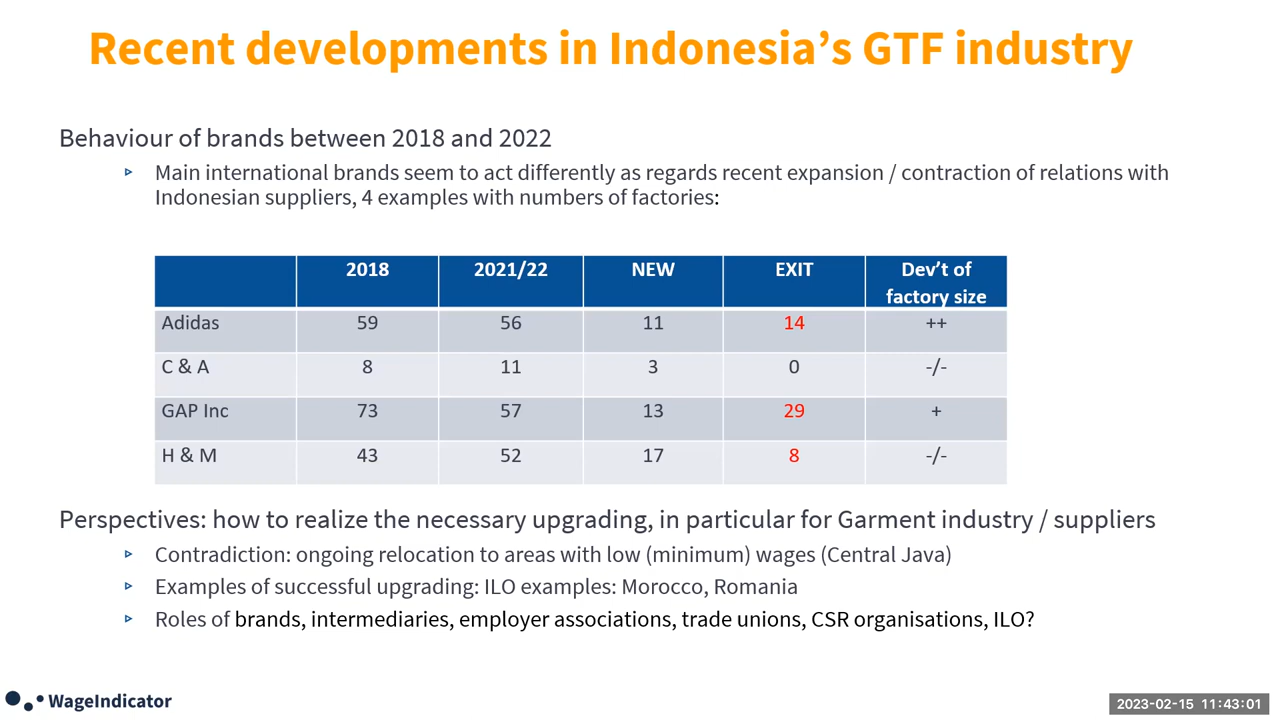 Recent developments in Indonesia’s GTF industry
Behaviour of brands between 2018 and 2022
Main international brands seem to act differently as regards recent expansion / contraction of relations with
Indonesian suppliers, 4 examples with numbers of factories:
2018 2021/22 NEW EXIT Dev’t of
factory size
Adidas 59 56 11 14 ++
C & A 8 11 3 0 -/-
GAP Inc 73 57 13 29 +
H & M 43 52 17 8 -/-
Perspectives: how to realize the necessary upgrading, in particular for Garment industry / suppliers
Contradiction: ongoing relocation to areas with low (minimum) wages (Central Java)
Examples of successful upgrading: ILO examples: Morocco, Romania
Roles of brands, intermediaries, employer associations, trade unions, CSR organisations, ILO?
WageIndicator
2023-02-15 11:43:01